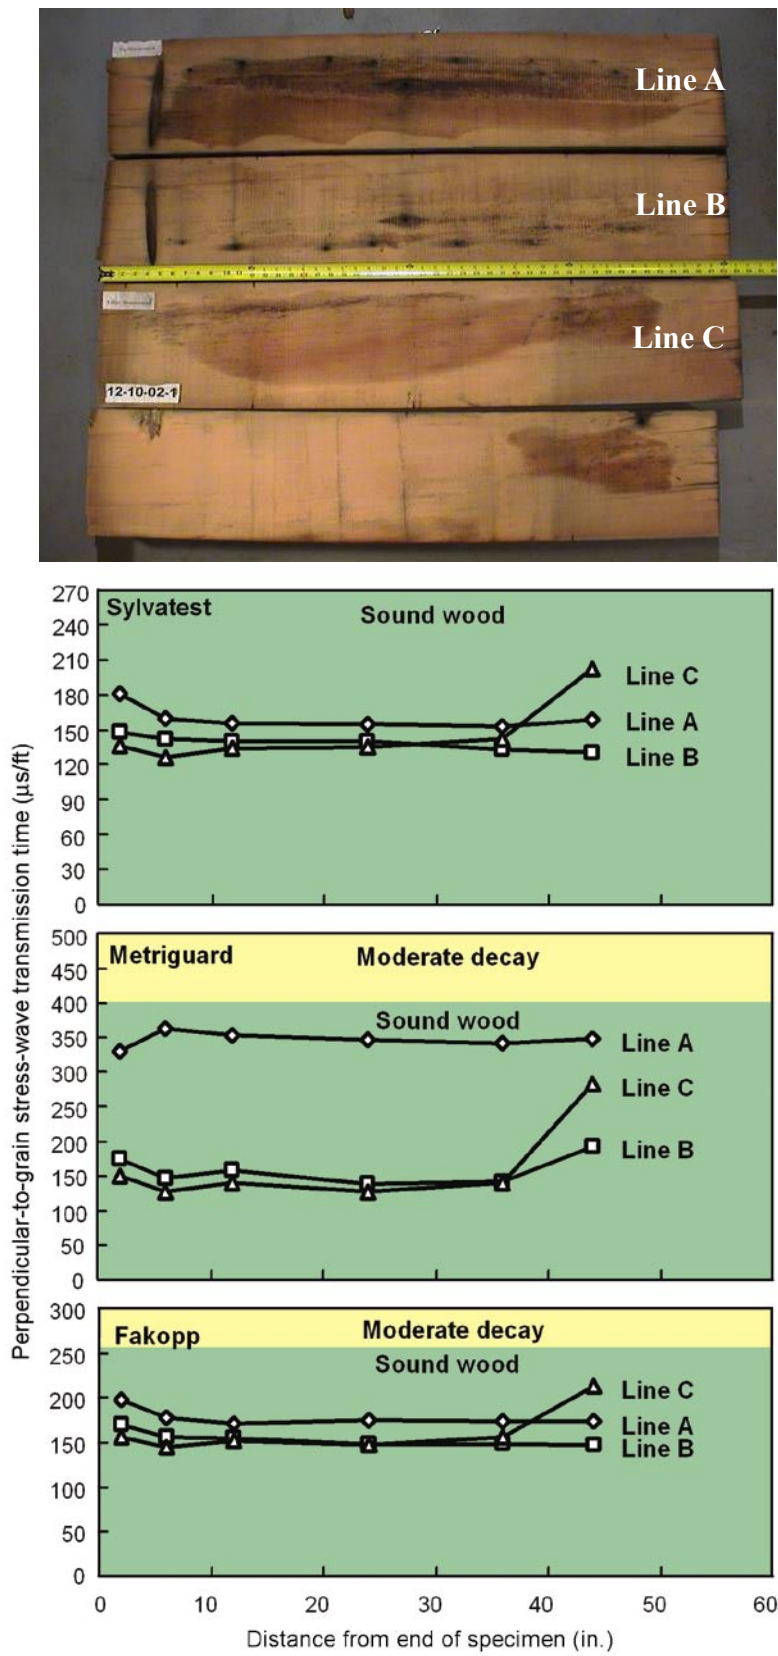 Line A
Line B
Line C
12-10-02-1
Perpendicular-to-grain stress-wave transmission time (µs/ft)
270
240
210
180
150
120
90
60
30
0
Sylvatest
Sound wood
Line C
Line A
Line B
500
450
400
350
300
250
200
150
100
50
0
Metriguard
Moderate decay
Sound wood
Line A
Line C
Line B
300
250
200
150
100
50
0
Fakopp
Moderate decay
Sound wood
Line C
Line A
Line B
0 10 20 30 40 50 60
Distance from end of specimen (in.)